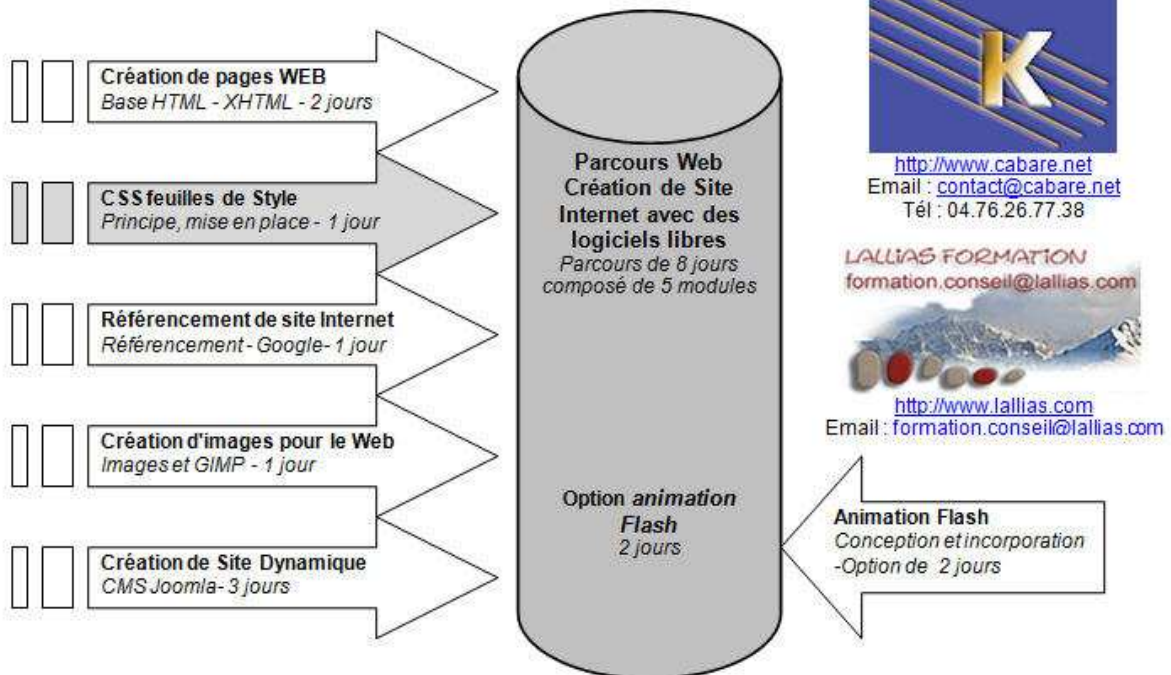 Création de pages WEB
Base HTML - XHTML - 2 jours
CSS feuilles de Style
Principe, mise en place - 1 jour
Référencement de site Internet
Référencement - Google- 1 jour
Création d'images pour le Web
Images et GIMP - 1 jour
Création de Site Dynamique
CMS Joomla- 3 jours
Parcours Web
Création de Site
Internet avec des
logiciels libres
Parcours de 8 jours
composé de 5 modules
Option animation
Flash
2 jours
K
http://www.cabare.net
Email : contact@cabare.net
Tél : 04.76.26.77.38
LALLIAS FORMATION
formation.conseil@lallias.com
http://www.lallias.com
Email : formation.conseil@lallias.com
Animation Flash
Conception et incorporation
-Option de 2 jours